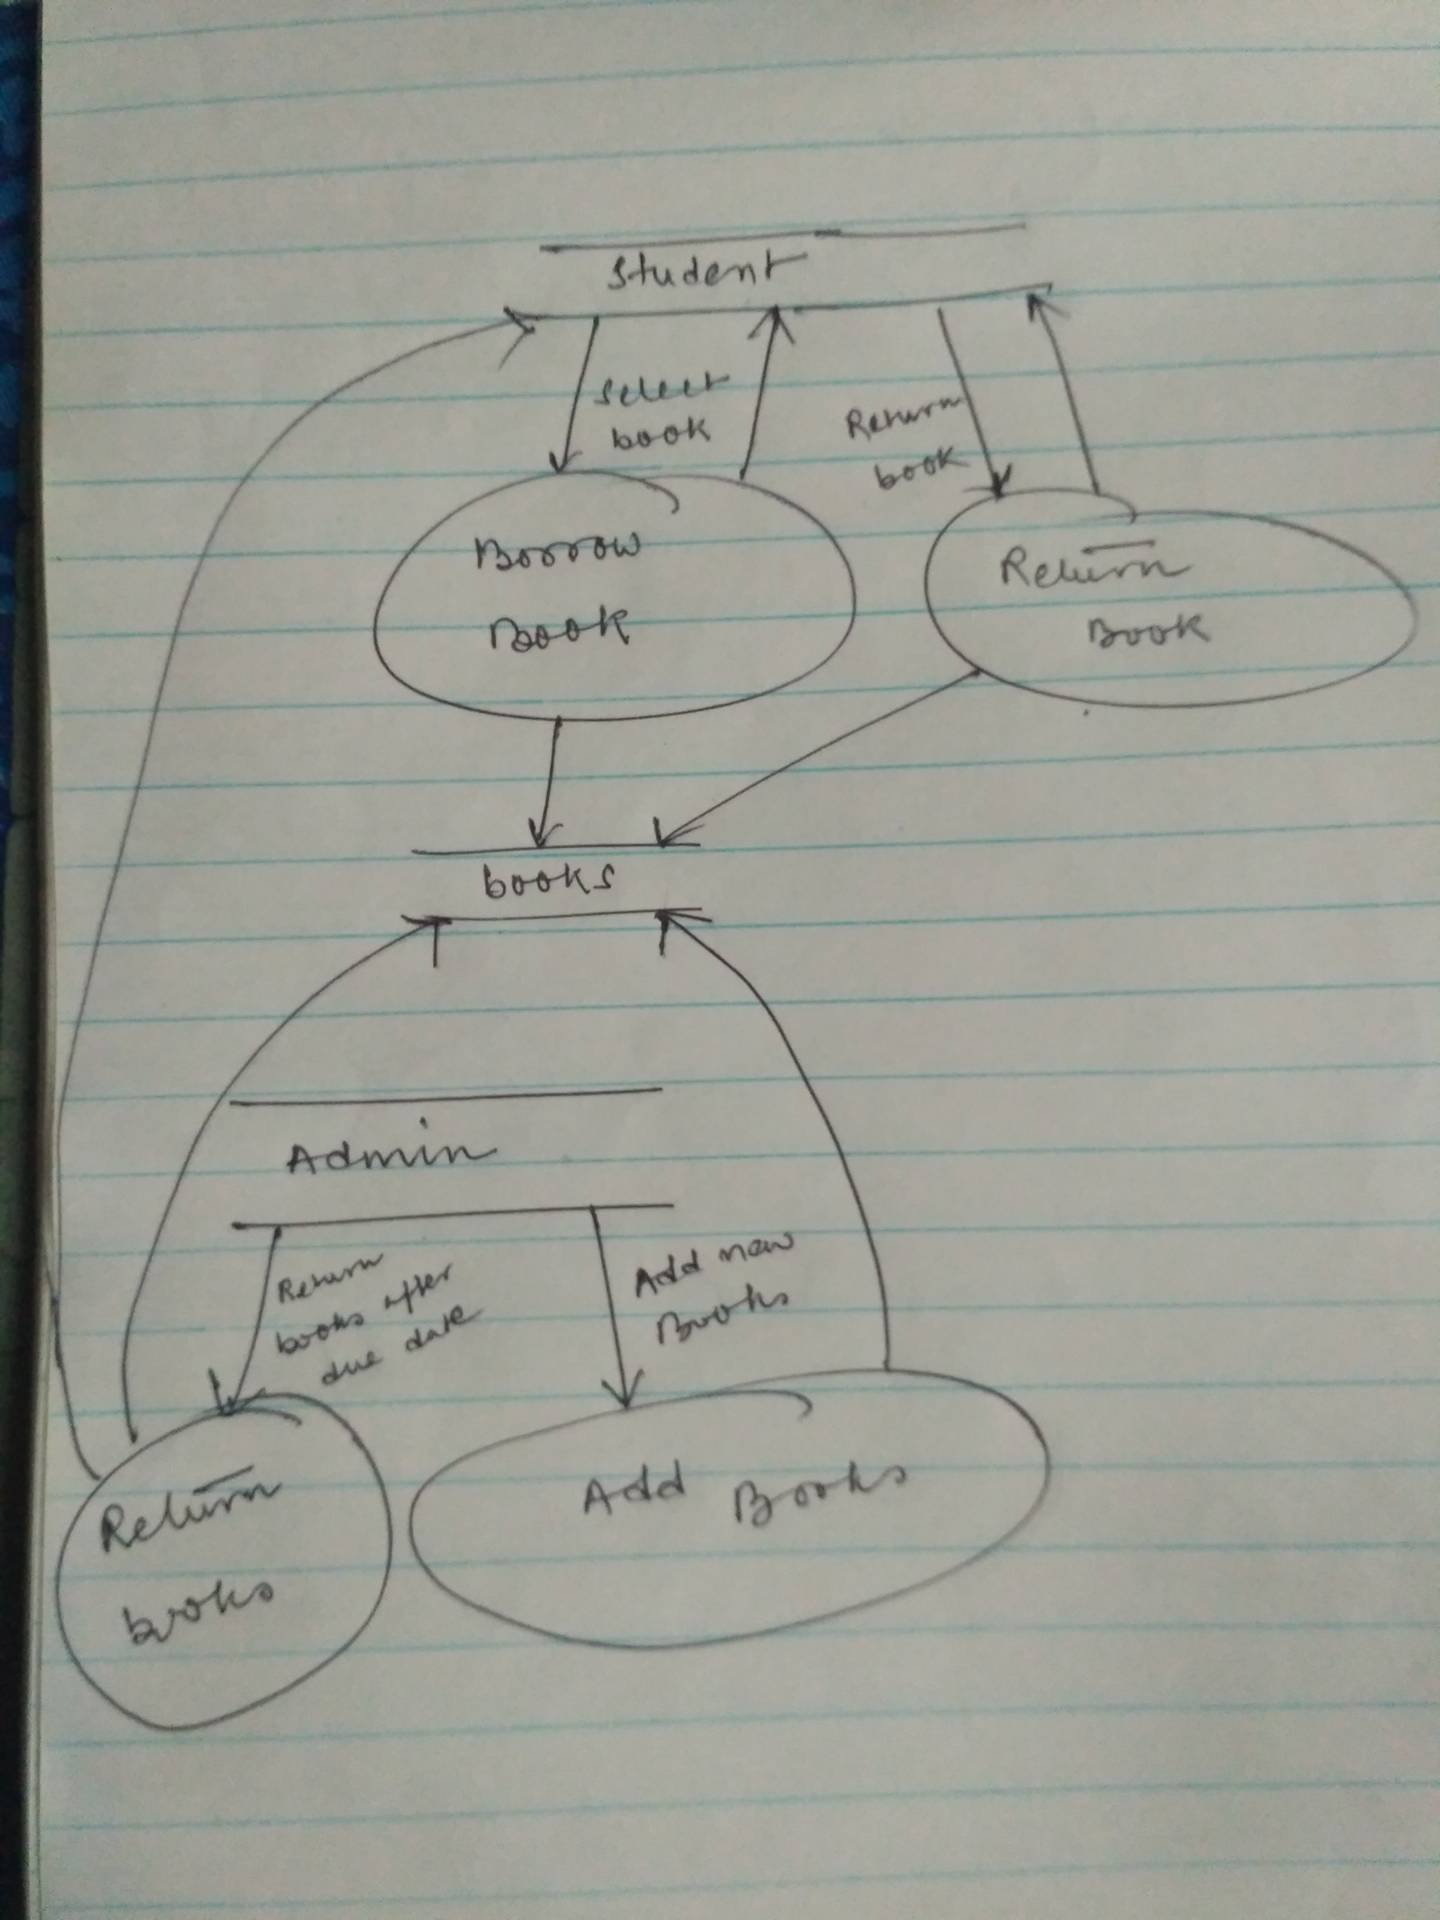 Student
Select
book
Return
book
Borrow
Book
Return
Book
books
Admin
Return
books after
due date
Add new
Books
Return
books
Add Books